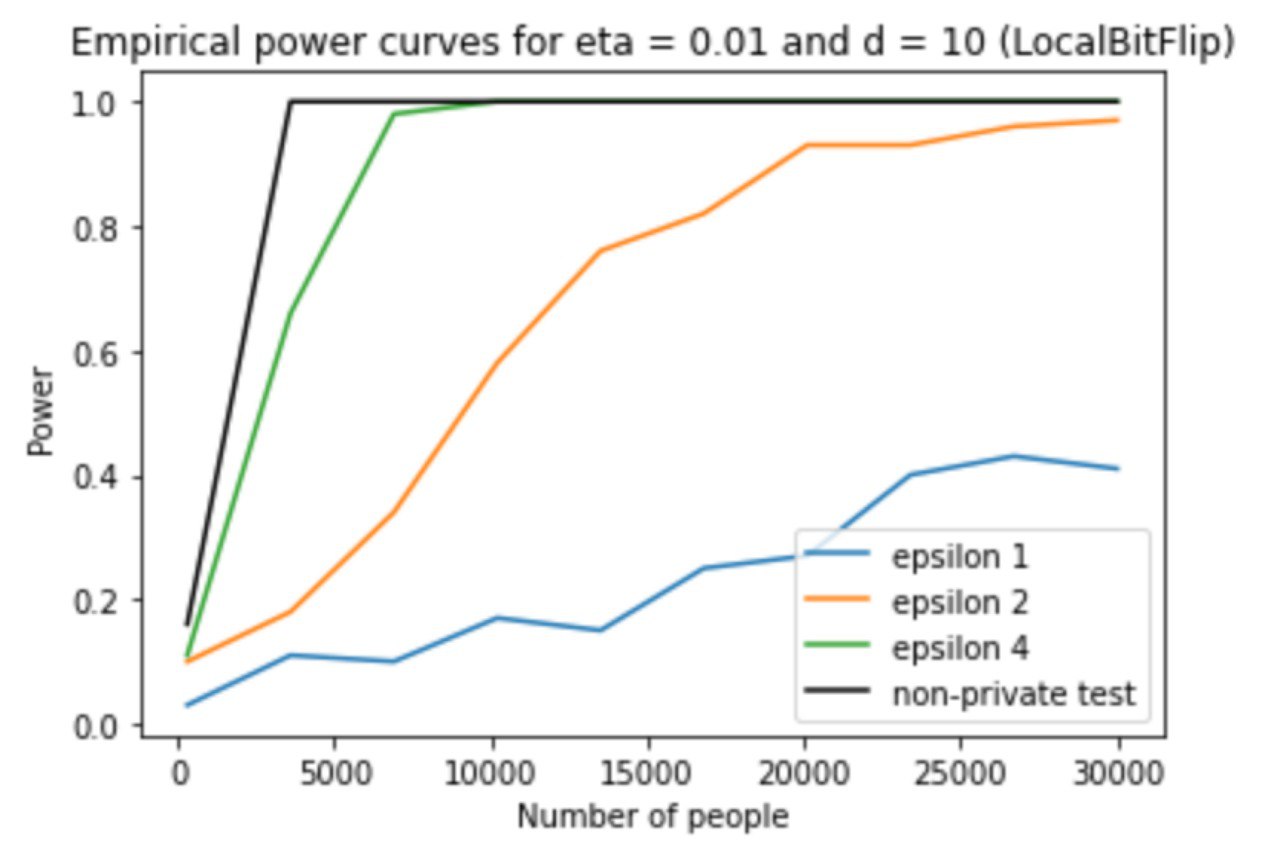 Empirical power curves for eta = 0.01 and d = 10 (LocalBitFlip)
1.0
0.8
0.6
0.4
0.2
0.0
Power
epsilon 1
epsilon 2
epsilon 4
non-private test
0 5000 10000 15000 20000 25000 30000
Number of people